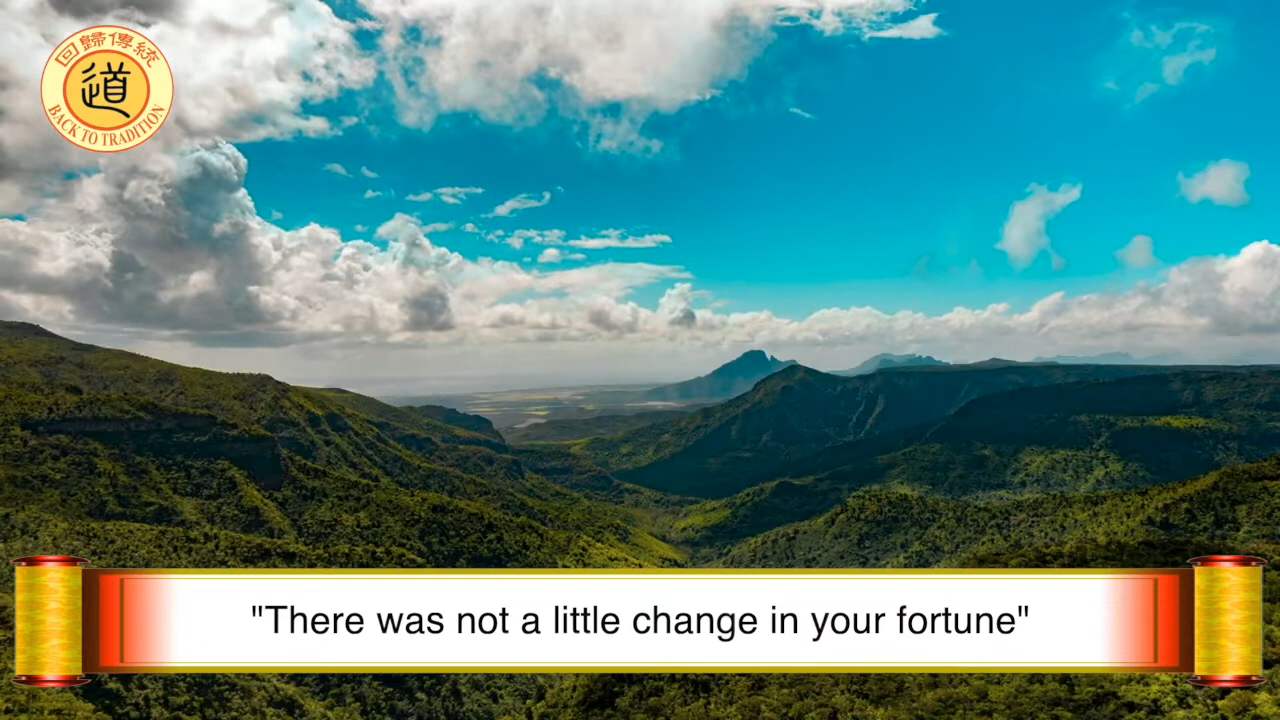 回歸傳統
道
BACK TO TRADITION
"There was not a little change in your fortune"